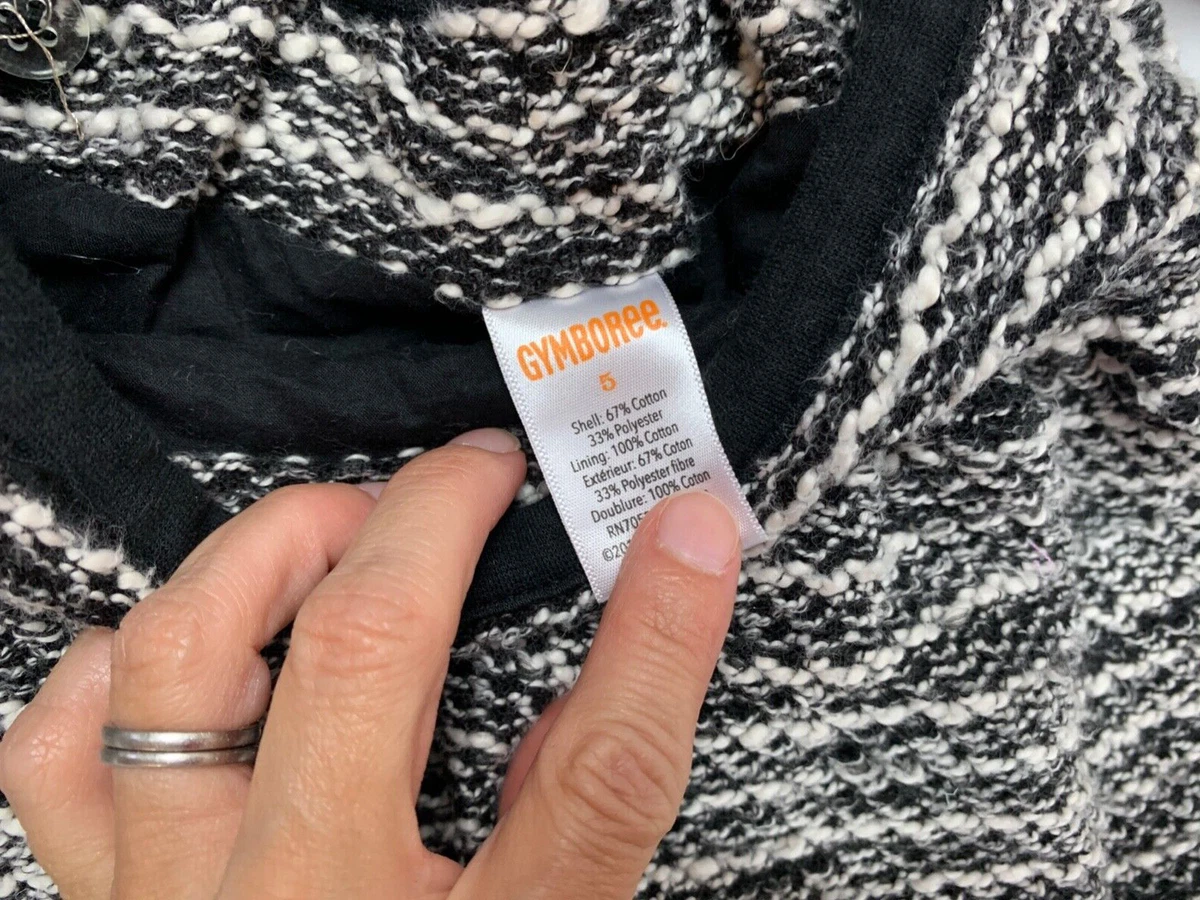 GYMBOREE
5
Shell: 67% Cotton
33% Polyester
Lining: 100% Cotton
Extérieur: 67% Coton
33% Polyester fibre
Doublure: 100% Coton